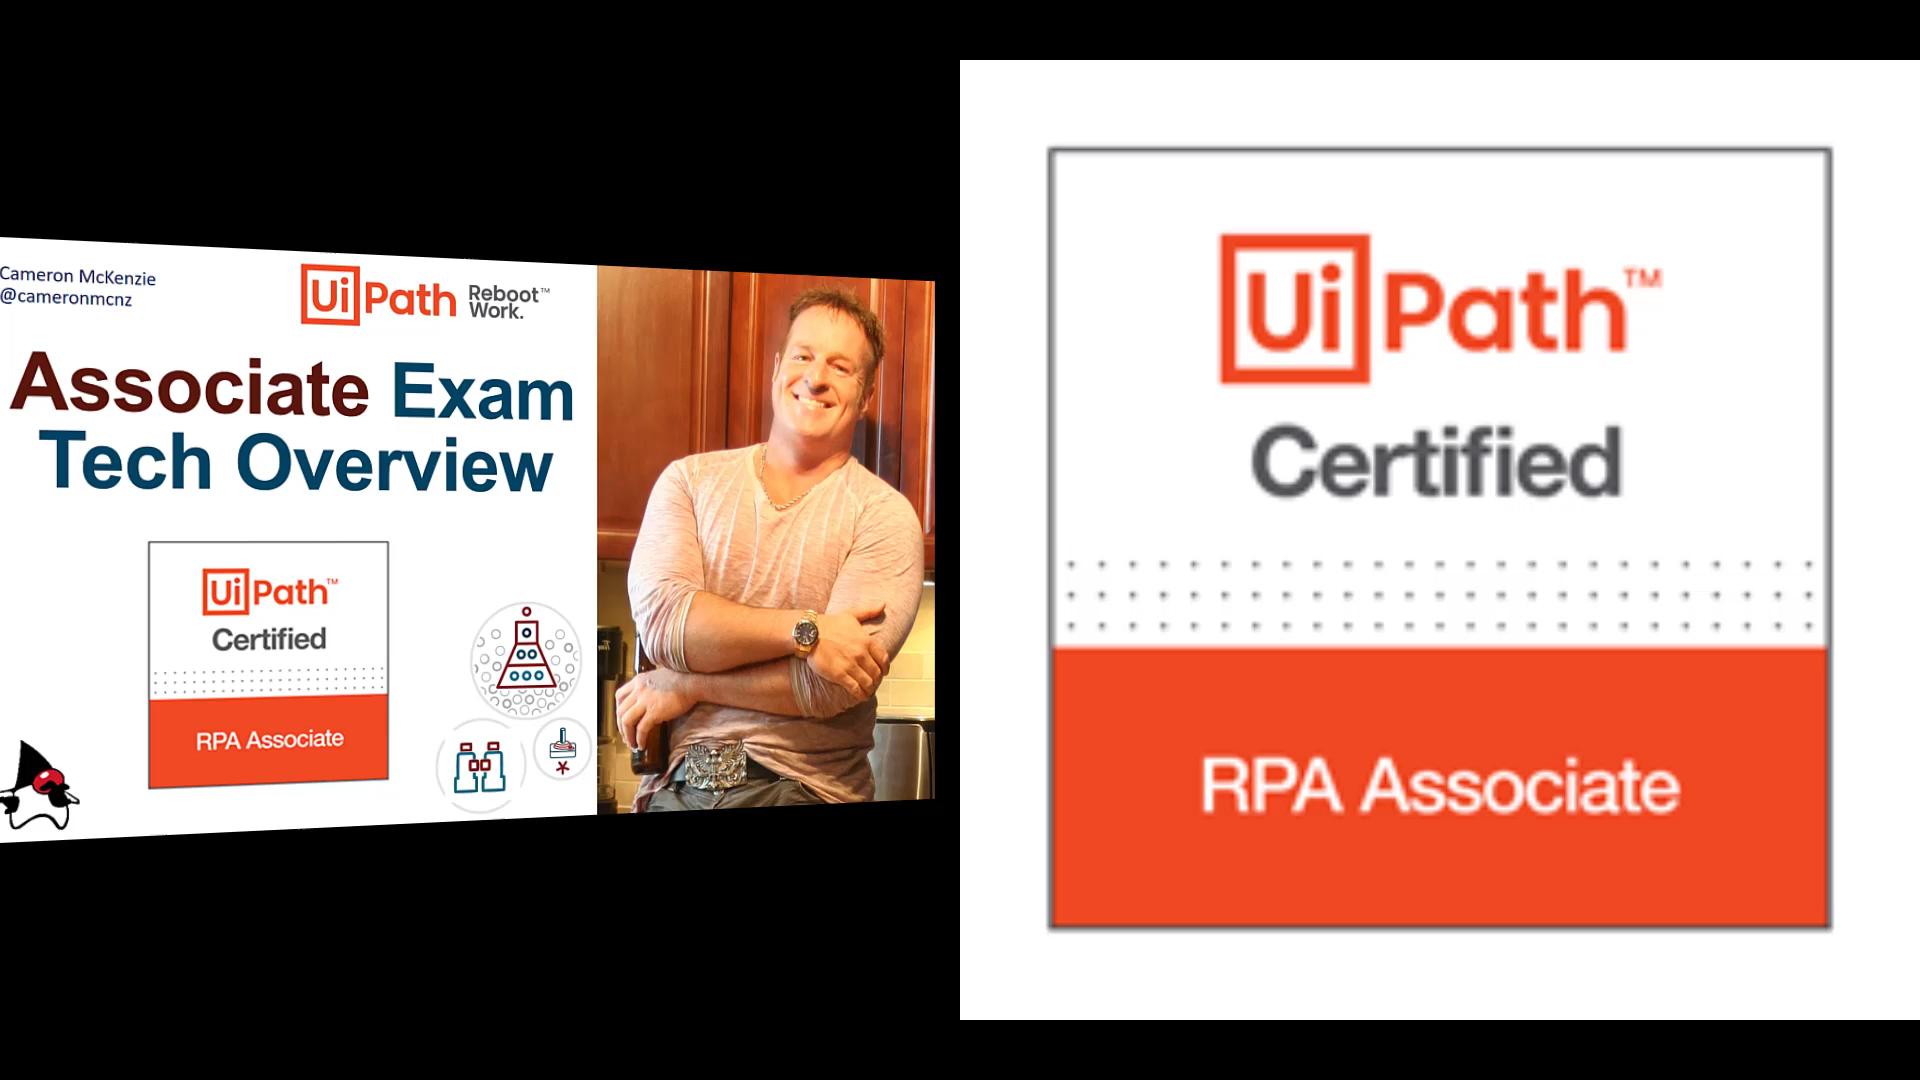 Cameron McKenzie
@cameronmcnz
UiPath Reboot™
Work.
Associate Exam
Tech Overview
UiPath™
Certified
RPA Associate
UiPath™
Certified
RPA Associate